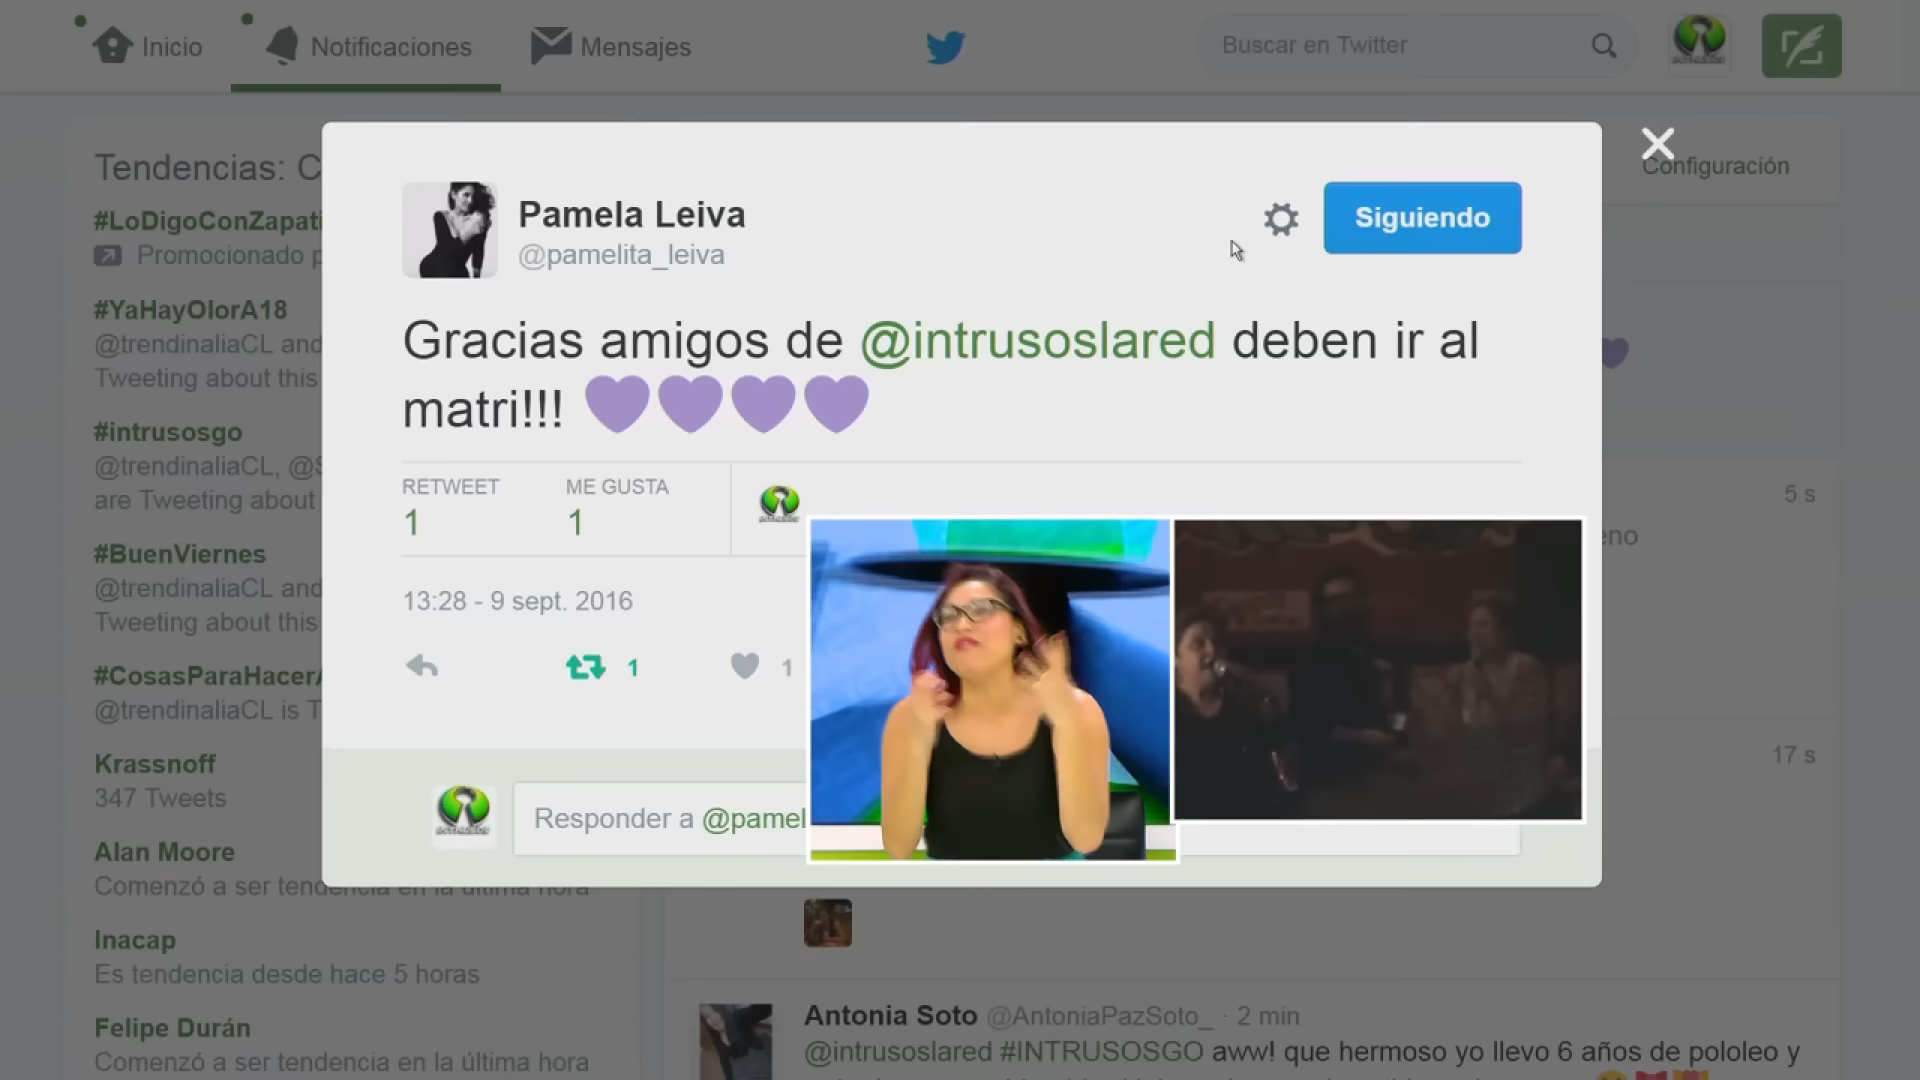 Inicio
Notificaciones
Mensajes
Buscar en Twitter
Tendencias: C
Configuración
#LoDigoConZapati
Promocionado p
#YaHayOlorA18
@trendinaliaCL and
Tweeting about this
#intrusosgo
@trendinaliaCL, @S
are Tweeting about
#BuenViernes
@trendinaliaCL and
Tweeting about this
#CosasParaHacerA
@trendinaliaCL is T
Krassnoff
347 Tweets
Alan Moore
Comenzó a ser tendencia en la última hora
Inacap
Es tendencia desde hace 5 horas
Felipe Durán
Comenzó a ser tendencia en la última hora
Pamela Leiva
@pamelita_leiva
Siguiendo
Gracias amigos de @intrusoslared deben ir al
matri!!! 💜💜💜💜
RETWEET
ME GUSTA
1
1
13:28 - 9 sept. 2016
1
1
Responder a @pamel
5 s
eno
17 s
Antonia Soto @AntoniaPazSoto_ · 2 min
@intrusoslared #INTRUSOSGO aww! que hermoso yo llevo 6 años de pololeo y